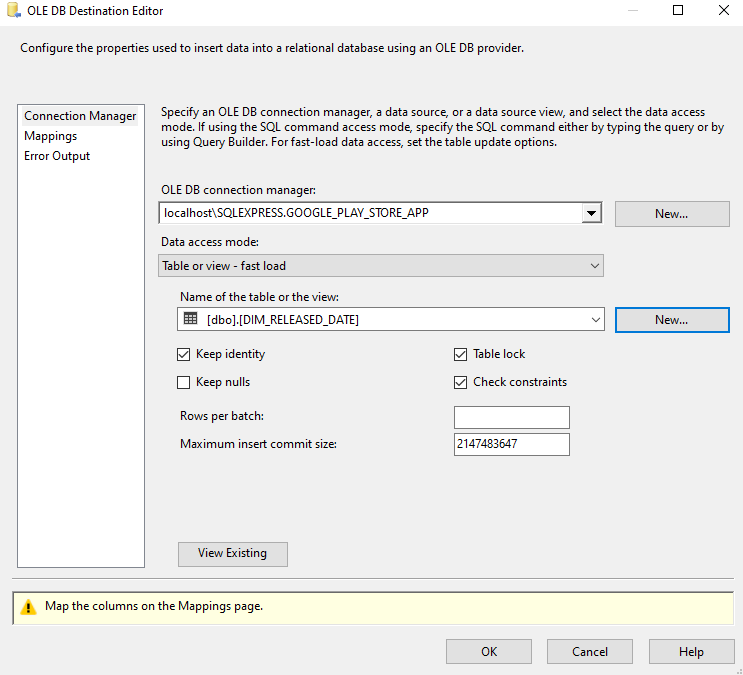 OLE DB Destination Editor
Configure the properties used to insert data into a relational database using an OLE DB provider.
Connection Manager
Mappings
Error Output
Specify an OLE DB connection manager, a data source, or a data source view, and select the data access
mode. If using the SQL command access mode, specify the SQL command either by typing the query or by
using Query Builder. For fast-load data access, set the table update options.
OLE DB connection manager:
localhost\SQLEXPRESS.GOOGLE_PLAY_STORE_APP
New...
Data access mode:
Table or view - fast load
Name of the table or the view:
[dbo].[DIM_RELEASED_DATE]
New...
Keep identity
Table lock
Keep nulls
Check constraints
Rows per batch:
Maximum insert commit size:
2147483647
View Existing
Map the columns on the Mappings page.
OK
Cancel
Help